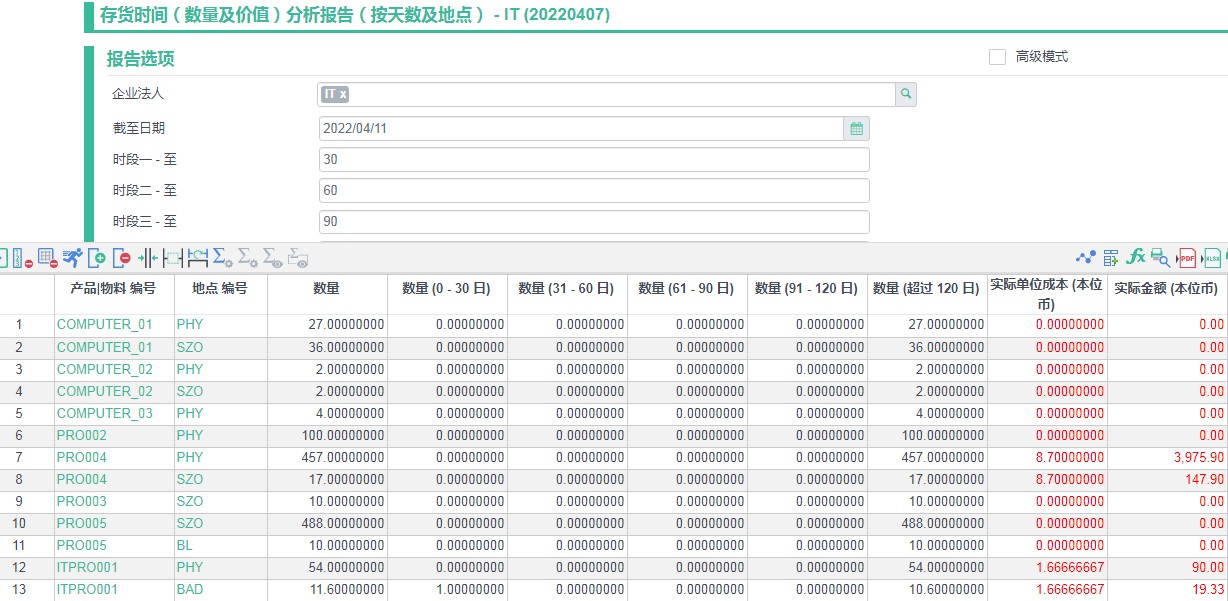 存货时间（数量及价值）分析报告（按天数及地点） - IT (20220407)
报告选项
高级模式
企业法人
IT x
截至日期
2022/04/11
时段一 - 至
30
时段二 - 至
60
时段三 - 至
90
fx
PDF
XLSX
产品|物料 编号 地点 编号 数量 数量 (0 - 30 日) 数量 (31 - 60 日) 数量 (61 - 90 日) 数量 (91 - 120 日) 数量 (超过 120 日) 实际单位成本 (本位币) 实际金额 (本位币)
1 COMPUTER_01 PHY 27.00000000 0.00000000 0.00000000 0.00000000 0.00000000 27.00000000 0.00000000 0.00
2 COMPUTER_01 SZO 36.00000000 0.00000000 0.00000000 0.00000000 0.00000000 36.00000000 0.00000000 0.00
3 COMPUTER_02 PHY 2.00000000 0.00000000 0.00000000 0.00000000 0.00000000 2.00000000 0.00000000 0.00
4 COMPUTER_02 SZO 2.00000000 0.00000000 0.00000000 0.00000000 0.00000000 2.00000000 0.00000000 0.00
5 COMPUTER_03 PHY 4.00000000 0.00000000 0.00000000 0.00000000 0.00000000 4.00000000 0.00000000 0.00
6 PRO002 PHY 100.00000000 0.00000000 0.00000000 0.00000000 0.00000000 100.00000000 0.00000000 0.00
7 PRO004 PHY 457.00000000 0.00000000 0.00000000 0.00000000 0.00000000 457.00000000 8.70000000 3,975.90
8 PRO004 SZO 17.00000000 0.00000000 0.00000000 0.00000000 0.00000000 17.00000000 8.70000000 147.90
9 PRO003 SZO 10.00000000 0.00000000 0.00000000 0.00000000 0.00000000 10.00000000 0.00000000 0.00
10 PRO005 SZO 488.00000000 0.00000000 0.00000000 0.00000000 0.00000000 488.00000000 0.00000000 0.00
11 PRO005 BL 10.00000000 0.00000000 0.00000000 0.00000000 0.00000000 10.00000000 0.00000000 0.00
12 ITPRO001 PHY 54.00000000 0.00000000 0.00000000 0.00000000 0.00000000 54.00000000 1.66666667 90.00
13 ITPRO001 BAD 11.60000000 1.00000000 0.00000000 0.00000000 0.00000000 10.60000000 1.66666667 19.33